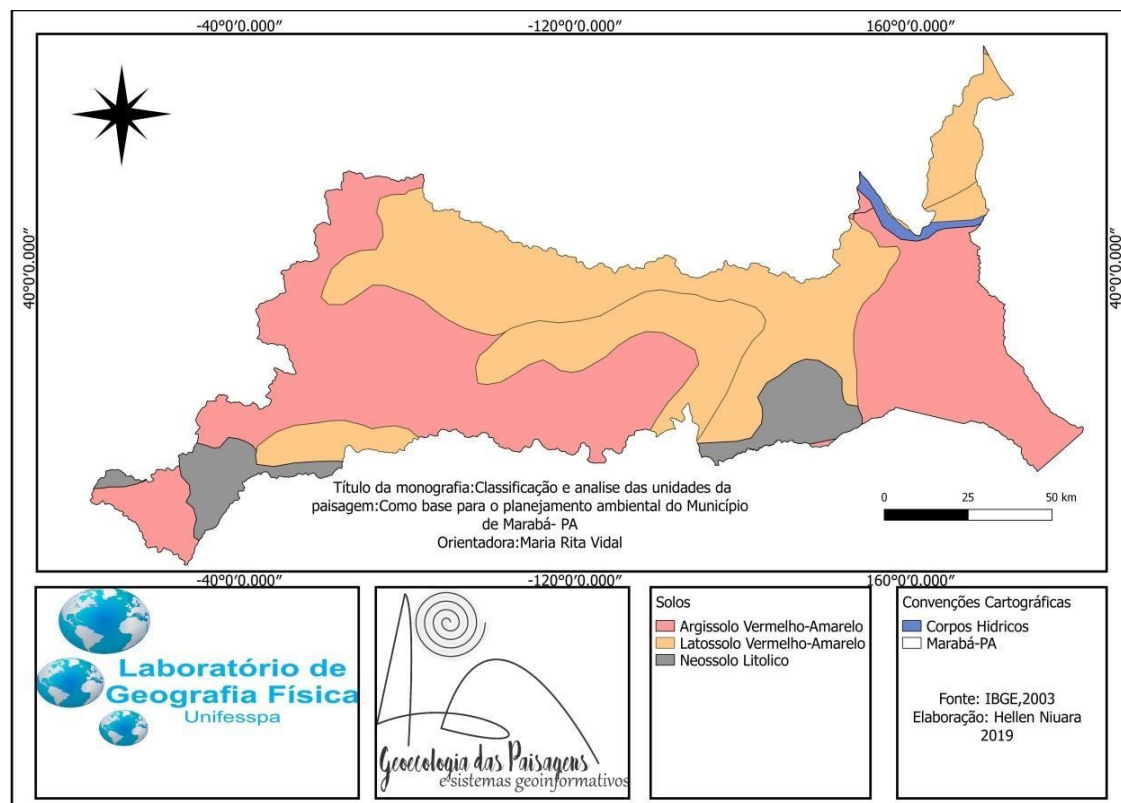 -40°0′0.000″ -120°0′0.000″ 160°0′0.000″
40°0′0.000″ 40°0′0.000″
Título da monografia:Classificação e analise das unidades da
paisagem:Como base para o planejamento ambiental do Município
de Marabá- PA
Orientadora:Maria Rita Vidal
0 25 50 km
-40°0′0.000″ -120°0′0.000″ 160°0′0.000″
Laboratório de
Geografia Física
Unifesspa
Geoecologia das Paisagens
e sistemas geoinformativos
Solos
Argissolo Vermelho-Amarelo
Latossolo Vermelho-Amarelo
Neossolo Litolico
Convenções Cartográficas
Corpos Hidricos
Marabá-PA
Fonte: IBGE,2003
Elaboração: Hellen Niuara
2019